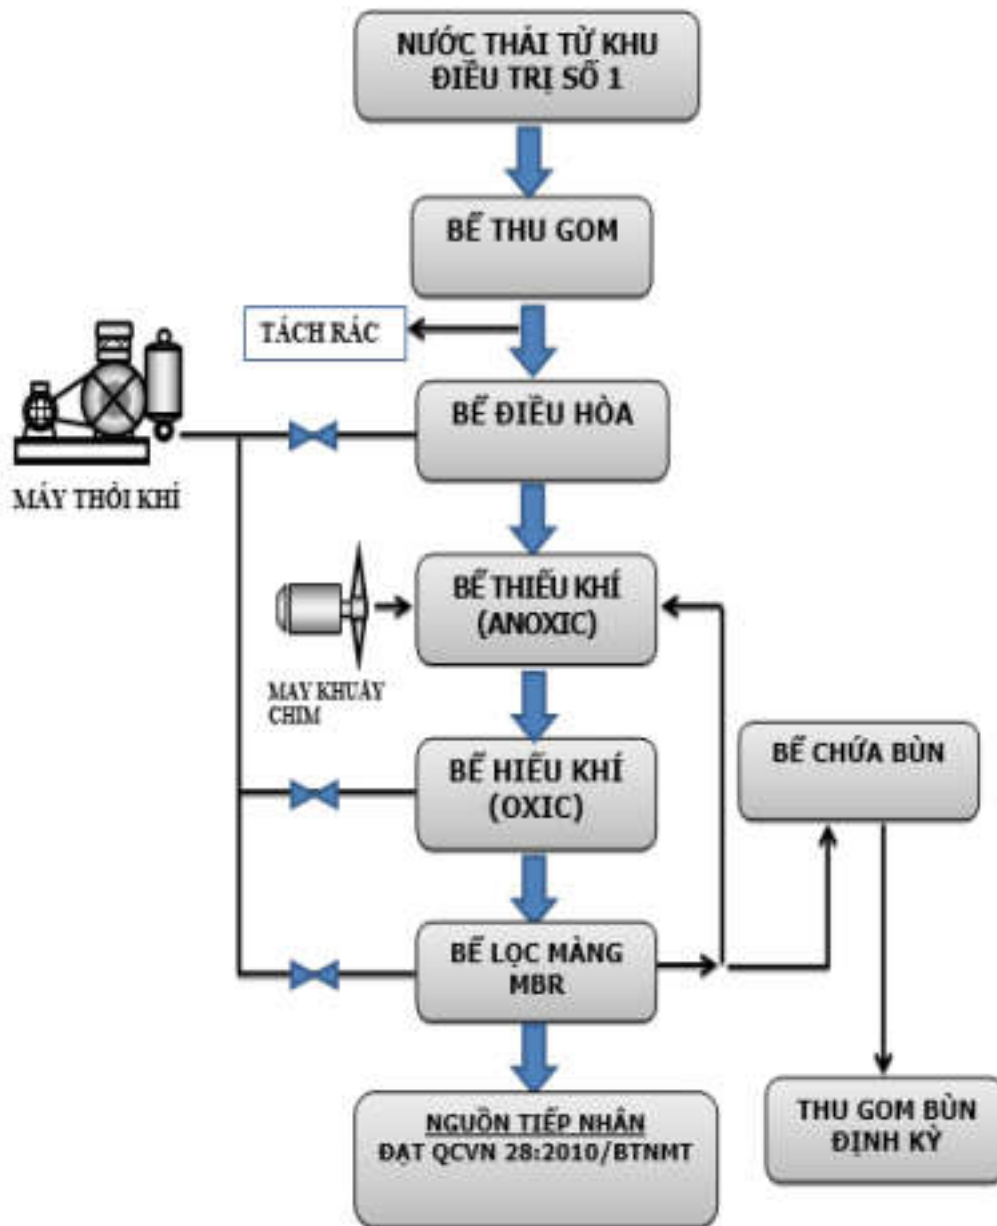 NƯỚC THẢI TỪ KHU
ĐIỀU TRỊ SỐ 1
BỂ THU GOM
TÁCH RÁC
BỂ ĐIỀU HÒA
MÁY THỔI KHÍ
BỂ THIẾU KHÍ
(ANOXIC)
MAY KHUẤY
CHIM
BỂ HIẾU KHÍ
(OXIC)
BỂ CHỨA BÙN
BỂ LỌC MÀNG
MBR
NGUỒN TIẾP NHẬN
ĐẠT QCVN 28:2010/BTNMT
THU GOM BÙN
ĐỊNH KỲ